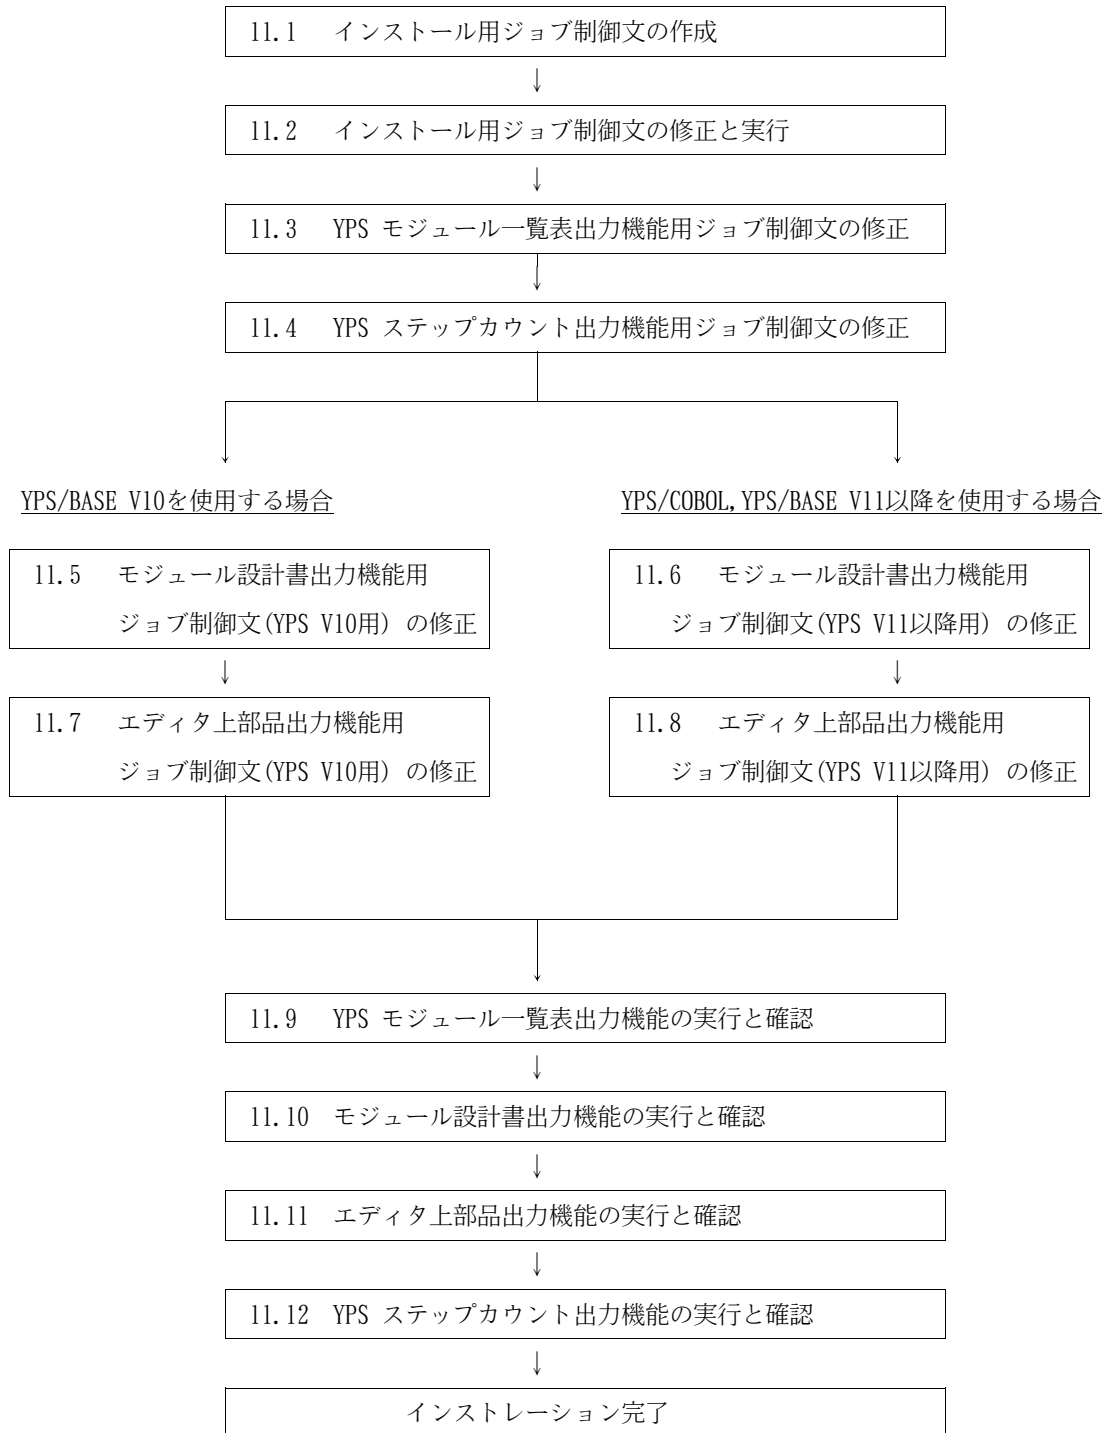 11.1 インストール用ジョブ制御文の作成
↓
11.2 インストール用ジョブ制御文の修正と実行
↓
11.3 YPS モジュール一覧表出力機能用ジョブ制御文の修正
11.4 YPS ステップカウント出力機能用ジョブ制御文の修正
YPS/BASE V10を使用する場合
YPS/COBOL,YPS/BASE V11以降を使用する場合
11.5 モジュール設計書出力機能用
ジョブ制御文(YPS V10用) の修正
11.6 モジュール設計書出力機能用
ジョブ制御文(YPS V11以降用) の修正
↓
↓
11.7 エディタ上部品出力機能用
ジョブ制御文(YPS V10用) の修正
11.8 エディタ上部品出力機能用
ジョブ制御文(YPS V11以降用) の修正
11.9 YPS モジュール一覧表出力機能の実行と確認
↓
11.10 モジュール設計書出力機能の実行と確認
↓
11.11 エディタ上部品出力機能の実行と確認
↓
11.12 YPS ステップカウント出力機能の実行と確認
↓
インストレーション完了